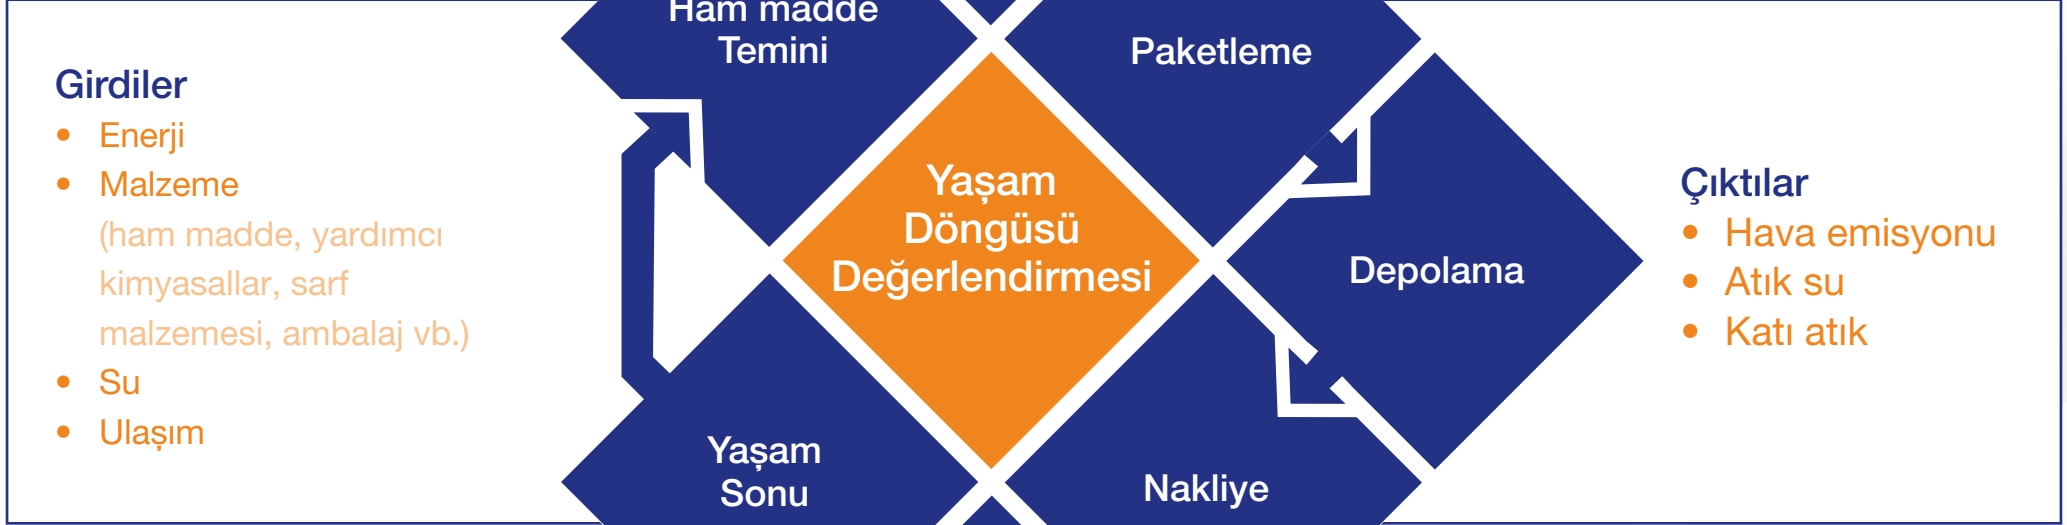 Girdiler
• Enerji
• Malzeme
(ham madde, yardımcı
kimyasallar, sarf
malzemesi, ambalaj vb.)
• Su
• Ulaşım
Ham madde
Temini
Paketleme
Yaşam
Döngüsü
Değerlendirmesi
Depolama
Yaşam
Sonu
Nakliye
Çıktılar
• Hava emisyonu
• Atık su
• Katı atık